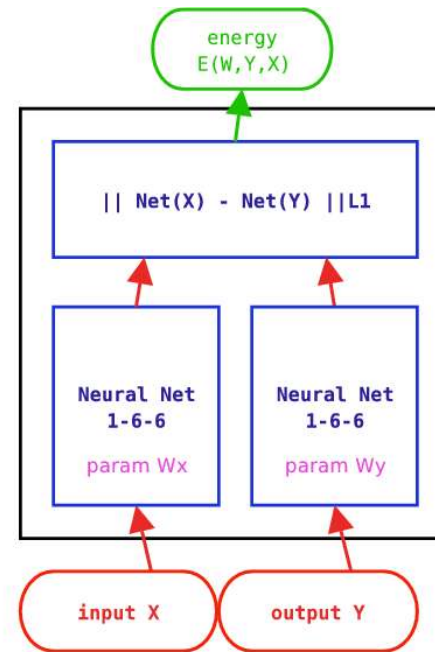 energy
E(W,Y,X)
|| Net(X) - Net(Y) ||L1
Neural Net
1-6-6
param Wx
Neural Net
1-6-6
param Wy
input X
output Y